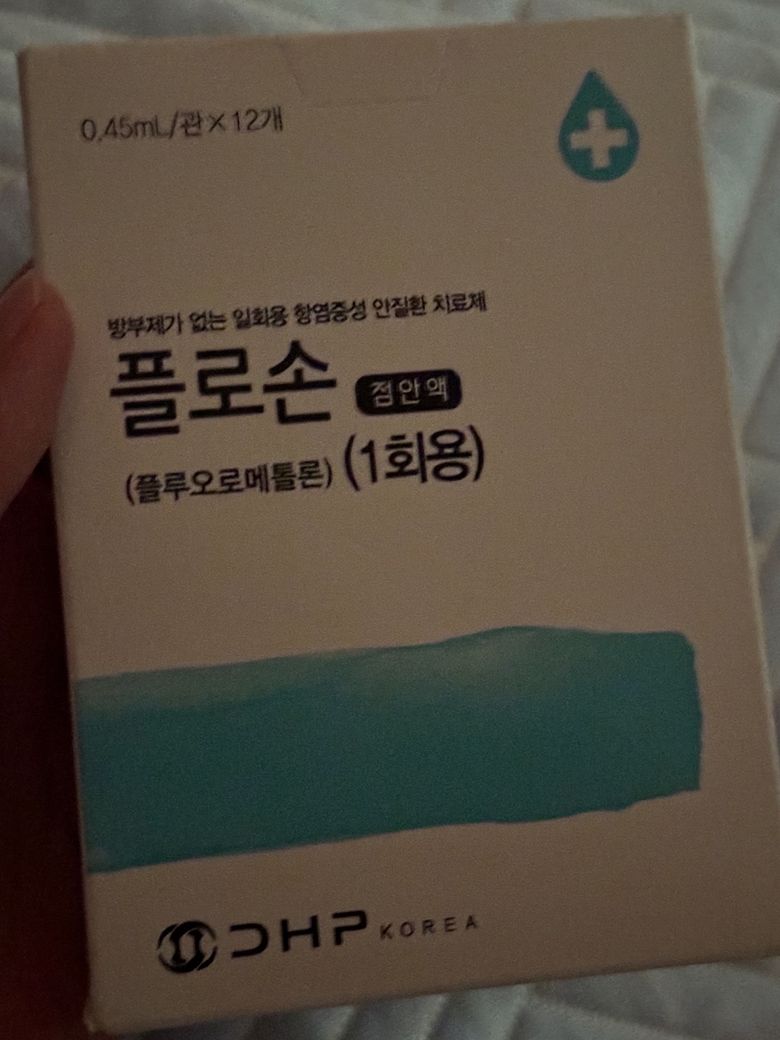 0.45mL/관×12개
방부제가 없는 일회용 항염증성 안질환 치료제
플로손 점안액
(플루오로메톨론) (1회용)
DHP KOREA